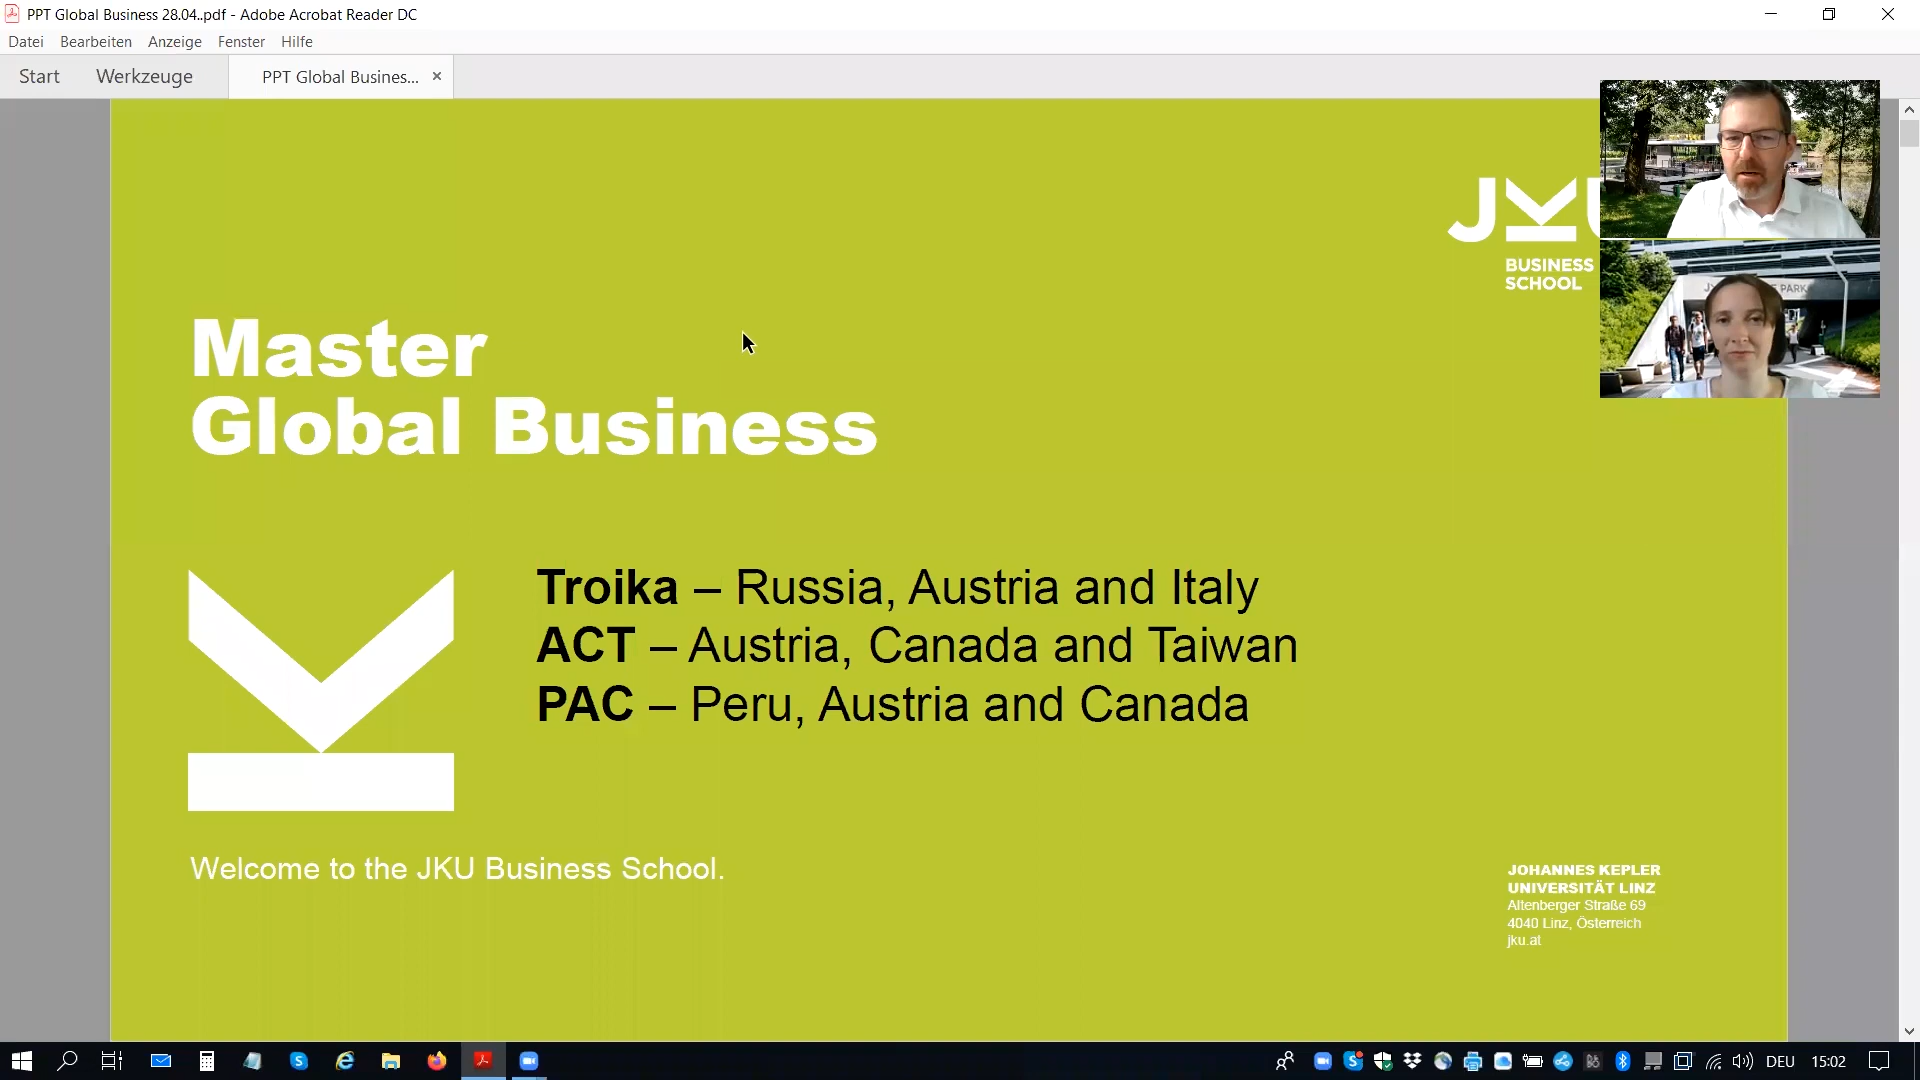 PPT Global Business 28.04..pdf - Adobe Acrobat Reader DC
Datei Bearbeiten Anzeige Fenster Hilfe
Start Werkzeuge PPT Global Busines... ×
JKU
BUSINESS
SCHOOL
PARK
Master
Global Business
Troika – Russia, Austria and Italy
ACT – Austria, Canada and Taiwan
PAC – Peru, Austria and Canada
Welcome to the JKU Business School.
JOHANNES KEPLER
UNIVERSITÄT LINZ
Altenberger Straße 69
4040 Linz, Österreich
jku.at
DEU 15:02